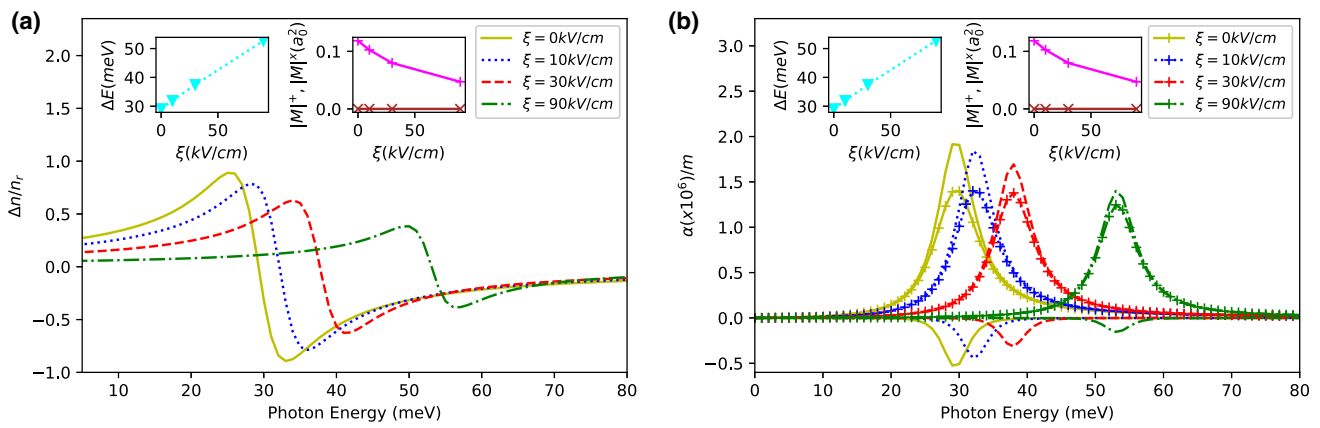 (a)
2.0
1.5
1.0
0.5
0.0
−0.5
−1.0
Δn/n_r
10 20 30 40 50 60 70 80
Photon Energy (meV)
ΔE(meV)
50
40
30
0 50
ξ(kV/cm)
|M|⁺, |M|ˣ(a₀²)
0.1
0.0
0 50
ξ(kV/cm)
ξ = 0kV/cm
ξ = 10kV/cm
ξ = 30kV/cm
ξ = 90kV/cm
(b)
3.0
2.5
2.0
1.5
1.0
0.5
0.0
−0.5
α(x10⁶)/m
0 10 20 30 40 50 60 70 80
Photon Energy (meV)
ΔE(meV)
50
40
30
0 50
ξ(kV/cm)
|M|⁺, |M|ˣ(a₀²)
0.1
0.0
0 50
ξ(kV/cm)
ξ = 0kV/cm
ξ = 10kV/cm
ξ = 30kV/cm
ξ = 90kV/cm